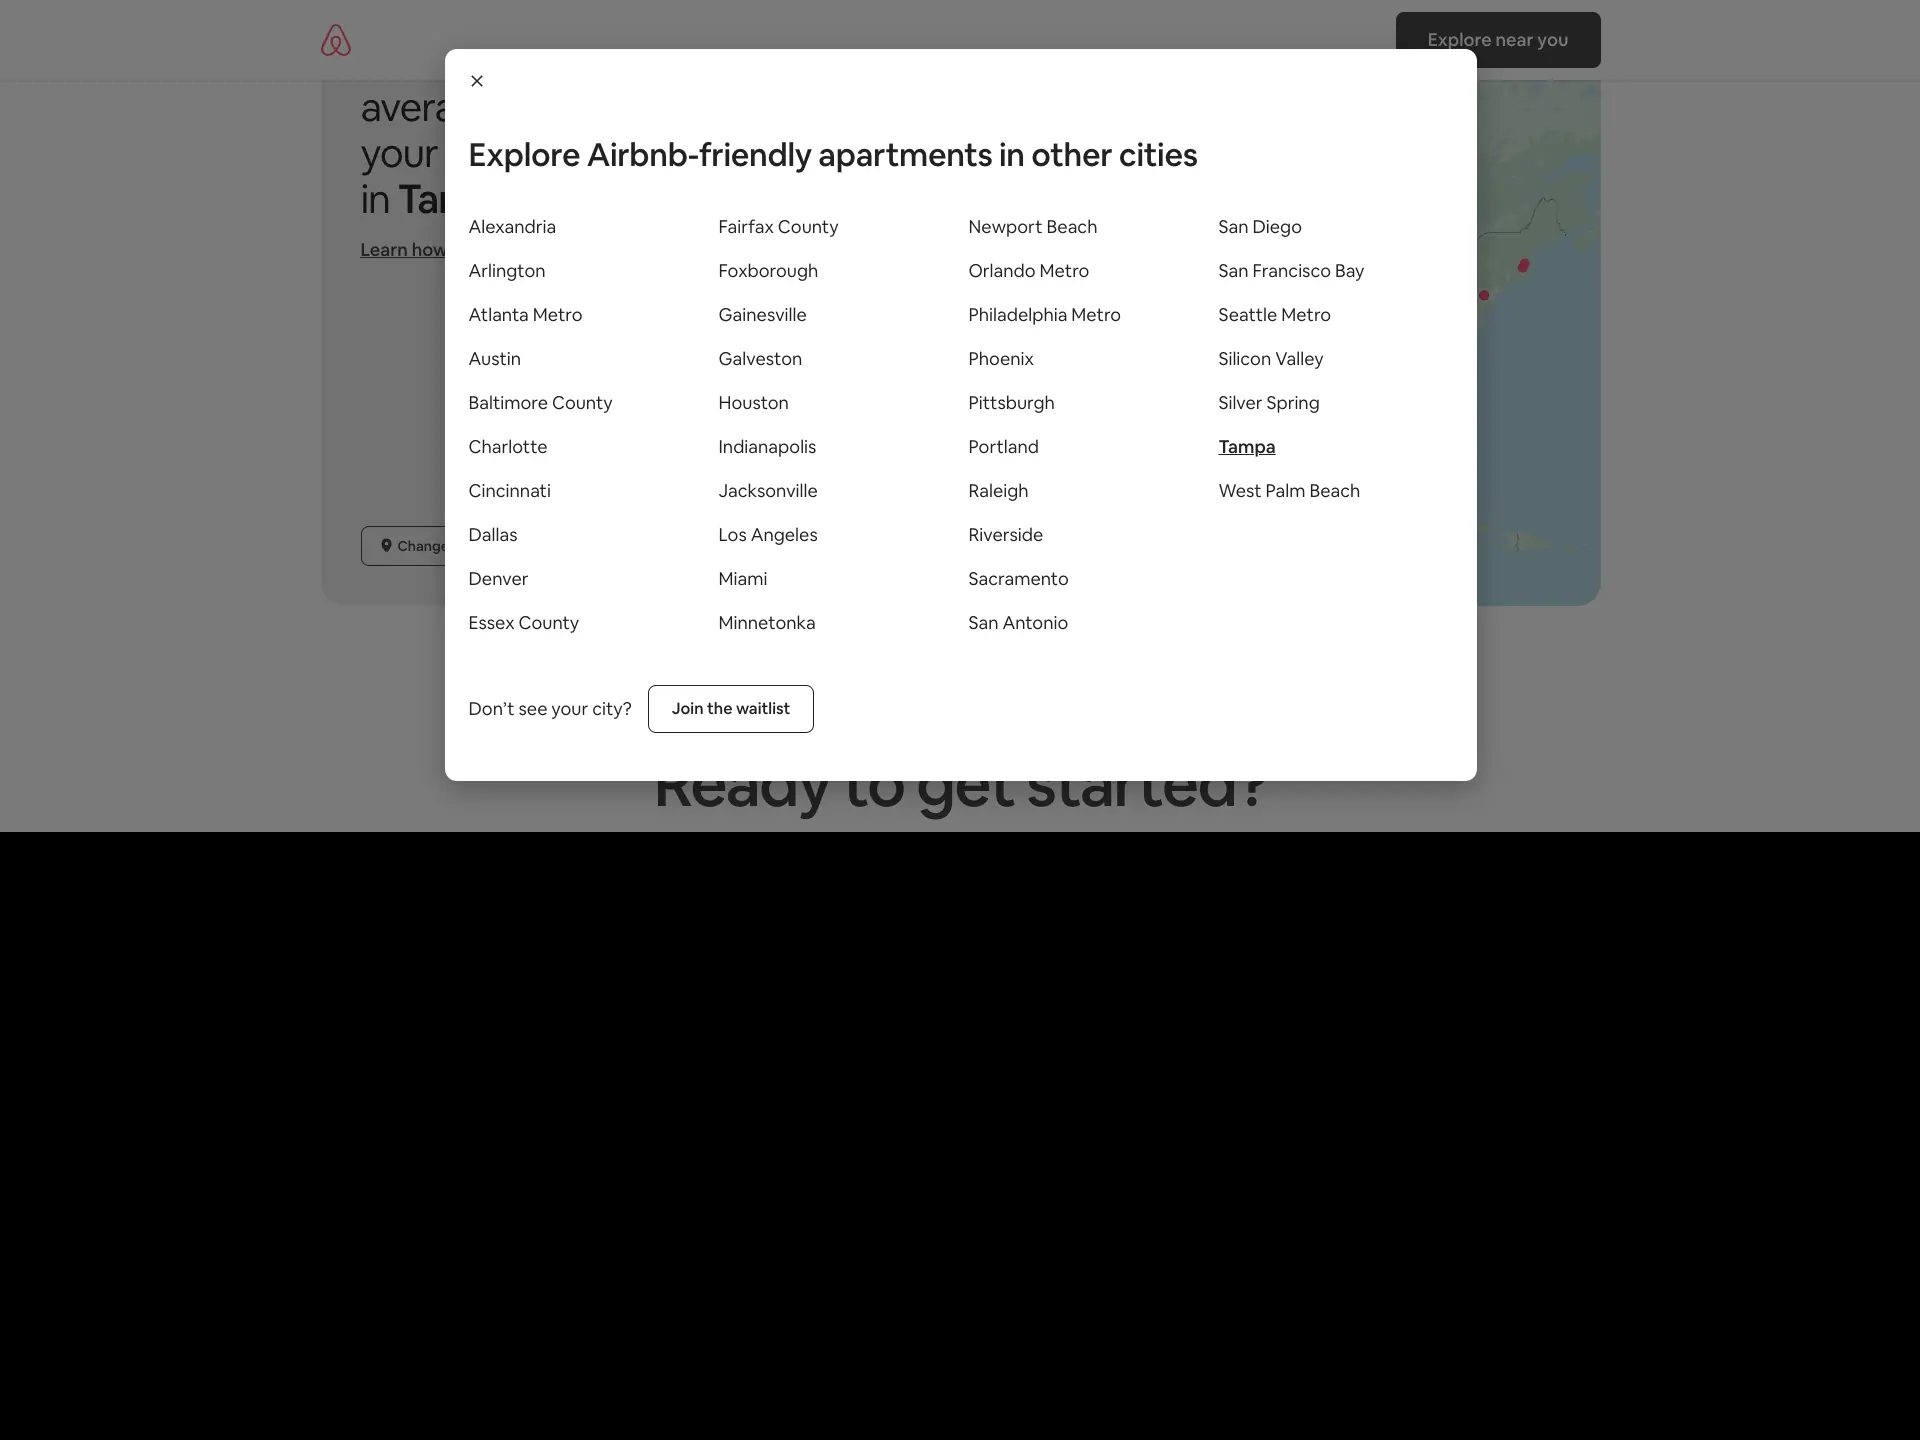 Explore near you
Explore Airbnb-friendly apartments in other cities
Alexandria
Arlington
Atlanta Metro
Austin
Baltimore County
Charlotte
Cincinnati
Dallas
Denver
Essex County
Fairfax County
Foxborough
Gainesville
Galveston
Houston
Indianapolis
Jacksonville
Los Angeles
Miami
Minnetonka
Newport Beach
Orlando Metro
Philadelphia Metro
Phoenix
Pittsburgh
Portland
Raleigh
Riverside
Sacramento
San Antonio
San Diego
San Francisco Bay
Seattle Metro
Silicon Valley
Silver Spring
Tampa
West Palm Beach
Don’t see your city?
Join the waitlist
your
in
Learn how
Change
Ready to get started?